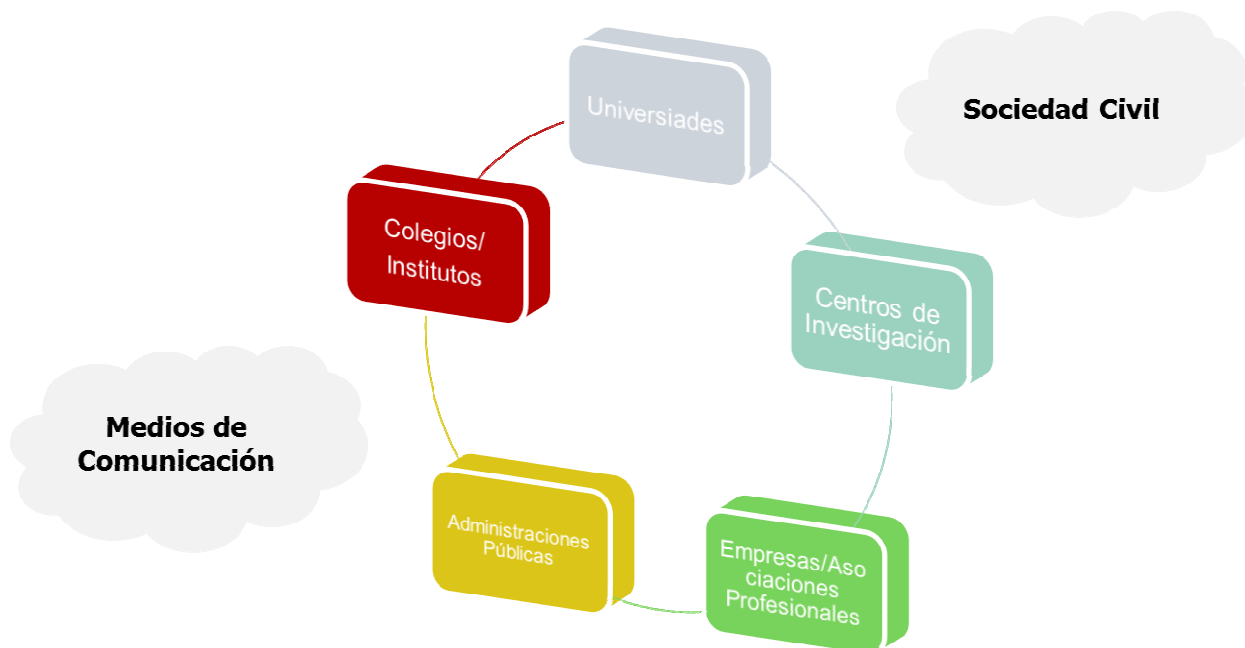 Universiades
Sociedad Civil
Colegios/
Institutos
Centros de
Investigación
Medios de
Comunicación
Administraciones
Públicas
Empresas/Aso
ciaciones
Profesionales